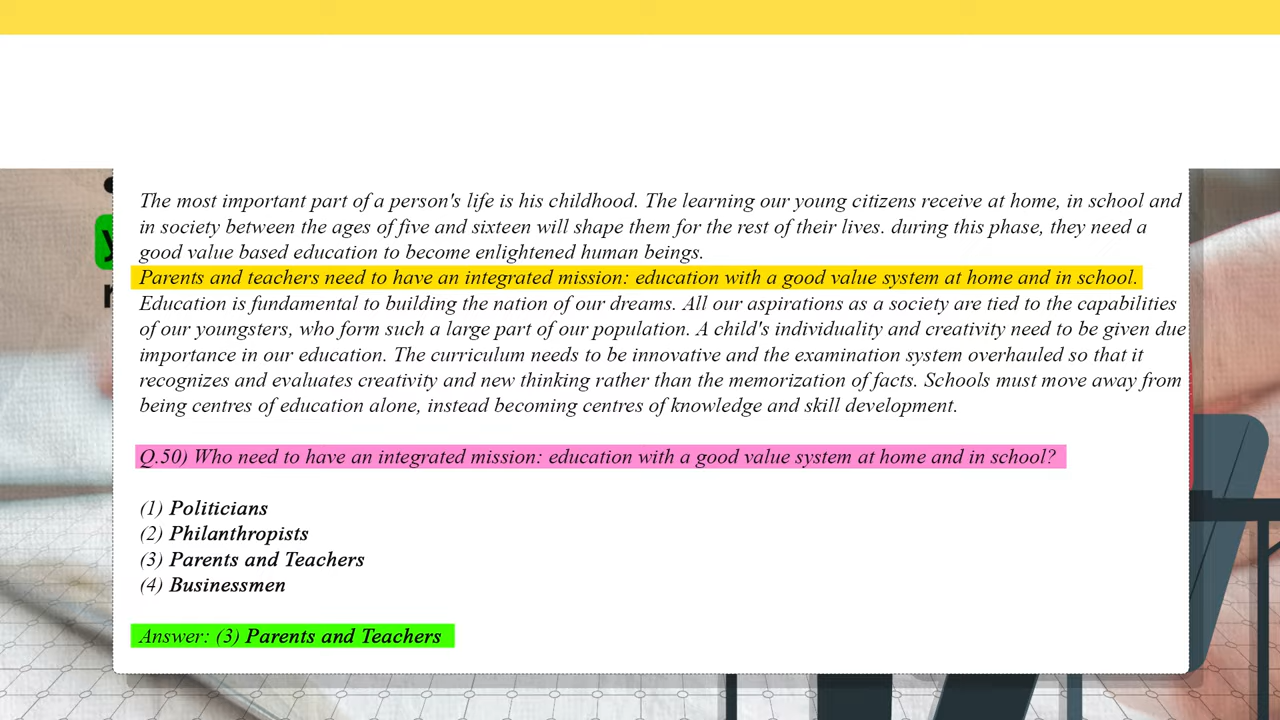 The most important part of a person's life is his childhood. The learning our young citizens receive at home, in school and
in society between the ages of five and sixteen will shape them for the rest of their lives. during this phase, they need a
good value based education to become enlightened human beings.
Parents and teachers need to have an integrated mission: education with a good value system at home and in school.
Education is fundamental to building the nation of our dreams. All our aspirations as a society are tied to the capabilities
of our youngsters, who form such a large part of our population. A child's individuality and creativity need to be given due
importance in our education. The curriculum needs to be innovative and the examination system overhauled so that it
recognizes and evaluates creativity and new thinking rather than the memorization of facts. Schools must move away from
being centres of education alone, instead becoming centres of knowledge and skill development.
Q.50) Who need to have an integrated mission: education with a good value system at home and in school?
(1) Politicians
(2) Philanthropists
(3) Parents and Teachers
(4) Businessmen
Answer: (3) Parents and Teachers